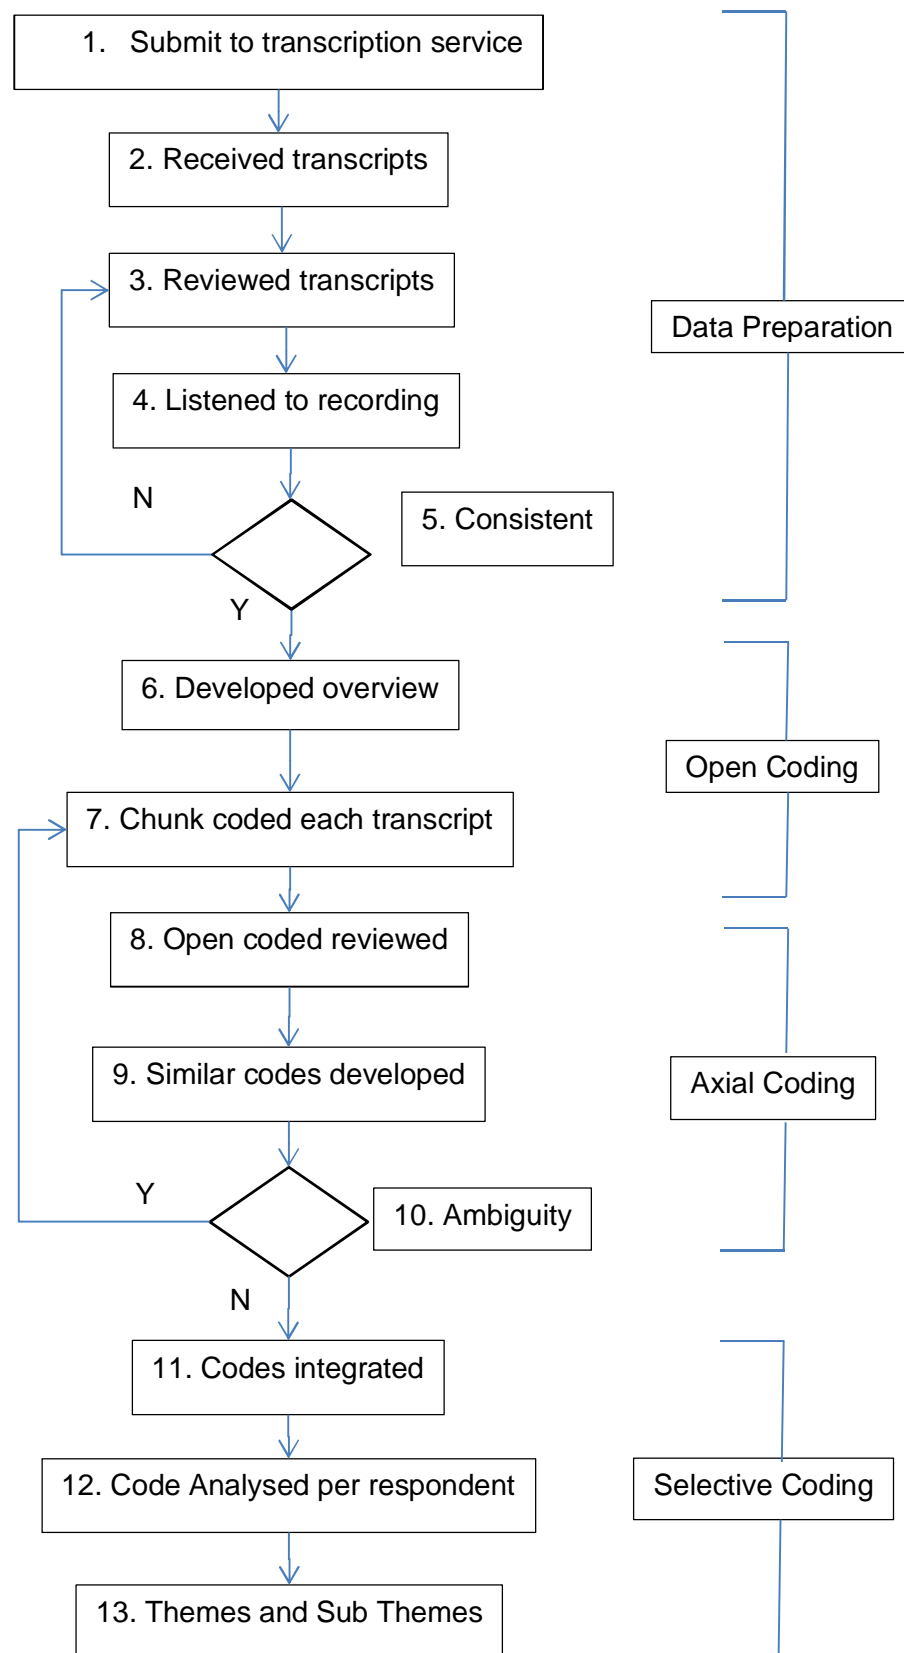 1. Submit to transcription service
2. Received transcripts
3. Reviewed transcripts
Data Preparation
4. Listened to recording
N
5. Consistent
Y
6. Developed overview
Open Coding
7. Chunk coded each transcript
8. Open coded reviewed
9. Similar codes developed
Axial Coding
Y
10. Ambiguity
N
11. Codes integrated
12. Code Analysed per respondent
Selective Coding
13. Themes and Sub Themes